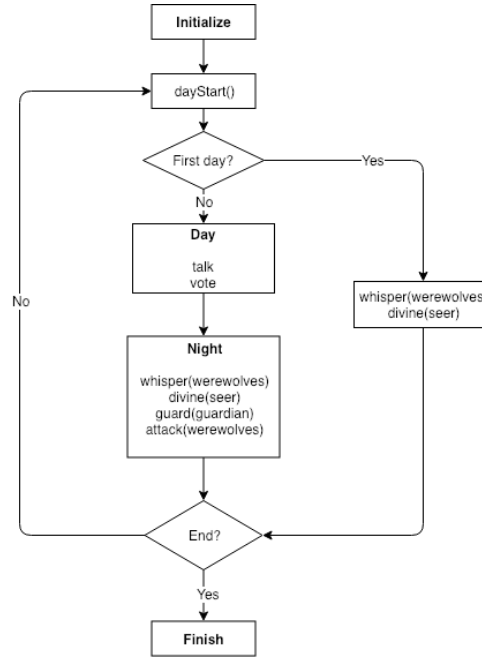 Initialize
dayStart()
First day?
Yes
No
Day
talk
vote
No
whisper(werewolves
divine(seer)
Night
whisper(werewolves)
divine(seer)
guard(guardian)
attack(werewolves)
End?
Yes
Finish